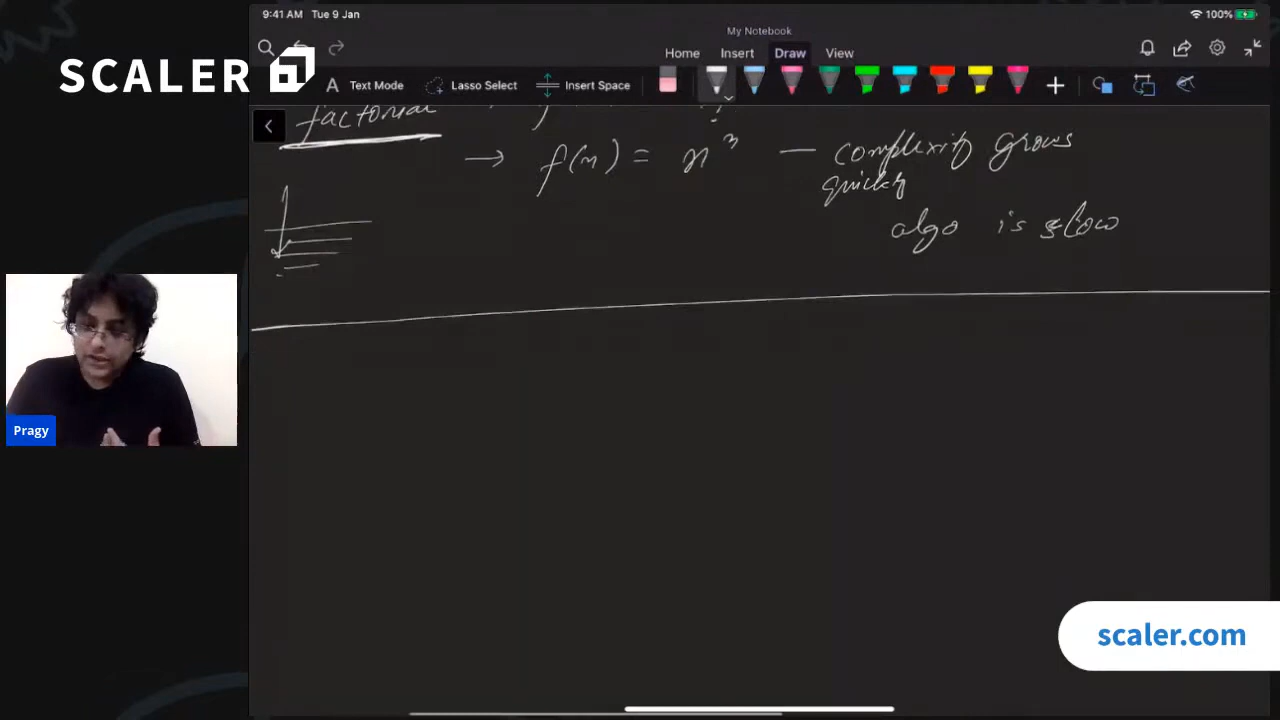 9:41 AM Tue 9 Jan
100%
My Notebook
SCALER
Home Insert Draw View
Text Mode Lasso Select Insert Space
factorial
→ f(n) = n³ — complexity grows
quickly
algo is slow
Pragy
scaler.com